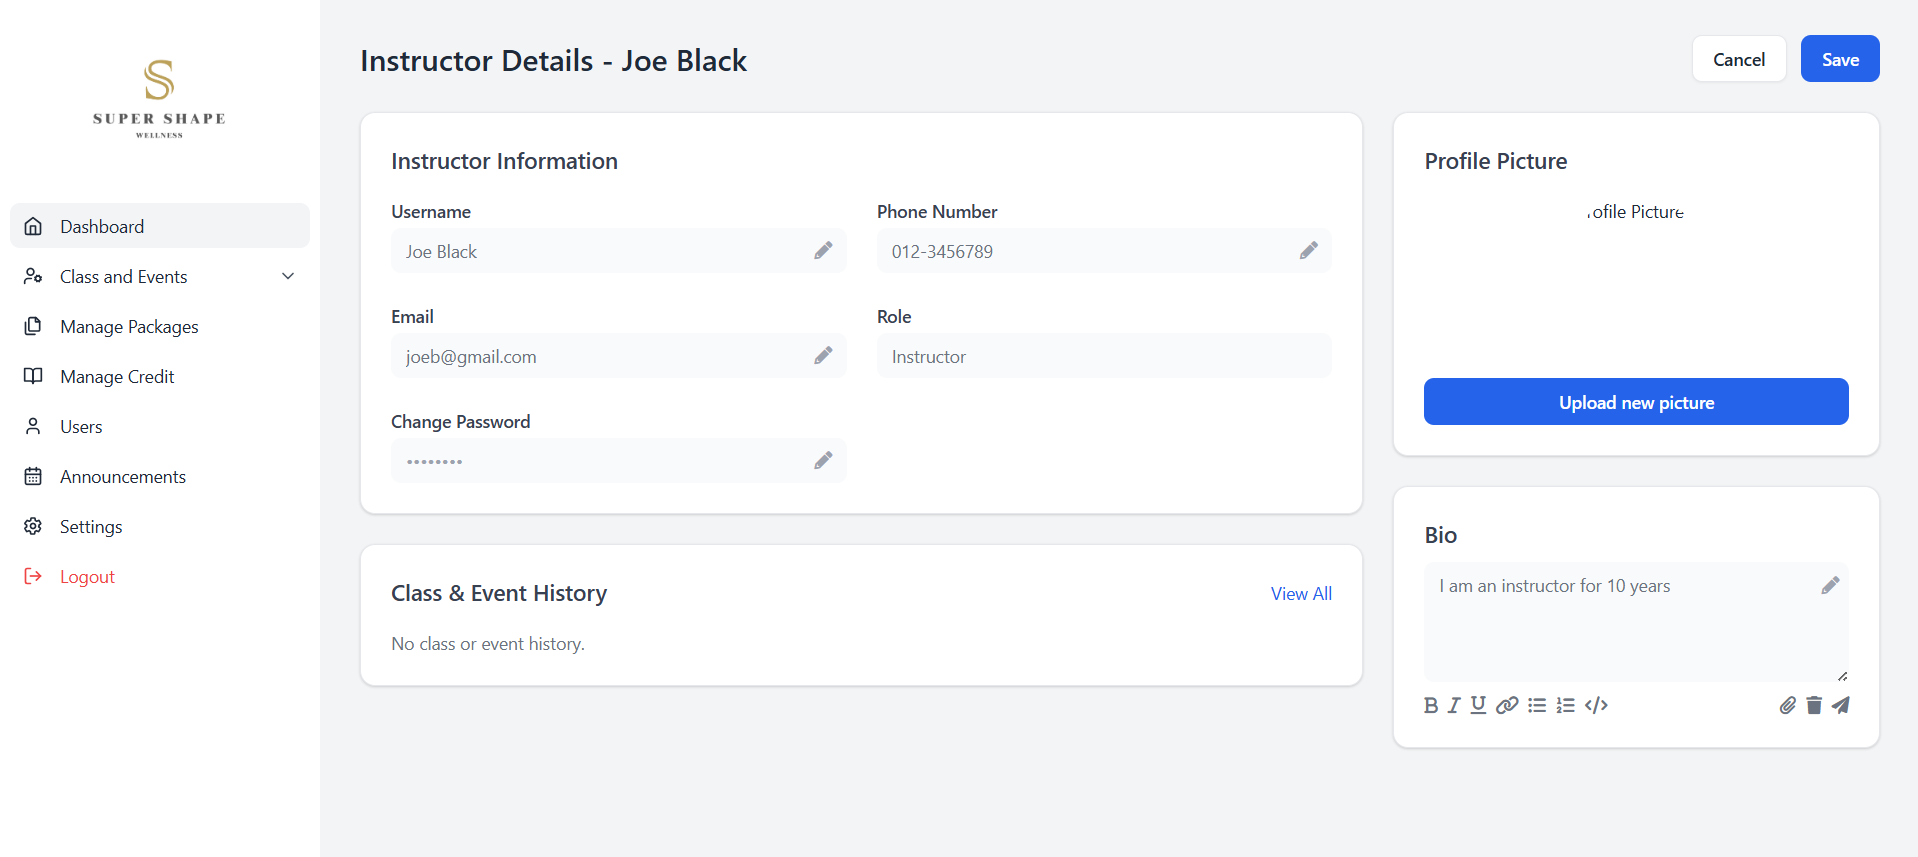 SUPER SHAPE
WELLNESS
Dashboard
Class and Events
Manage Packages
Manage Credit
Users
Announcements
Settings
Logout
Instructor Details - Joe Black
Cancel
Save
Instructor Information
Username
Phone Number
Joe Black
012-3456789
Email
Role
joeb@gmail.com
Instructor
Change Password
••••••••
Class & Event History
View All
No class or event history.
Profile Picture
ofile Picture
Upload new picture
Bio
I am an instructor for 10 years